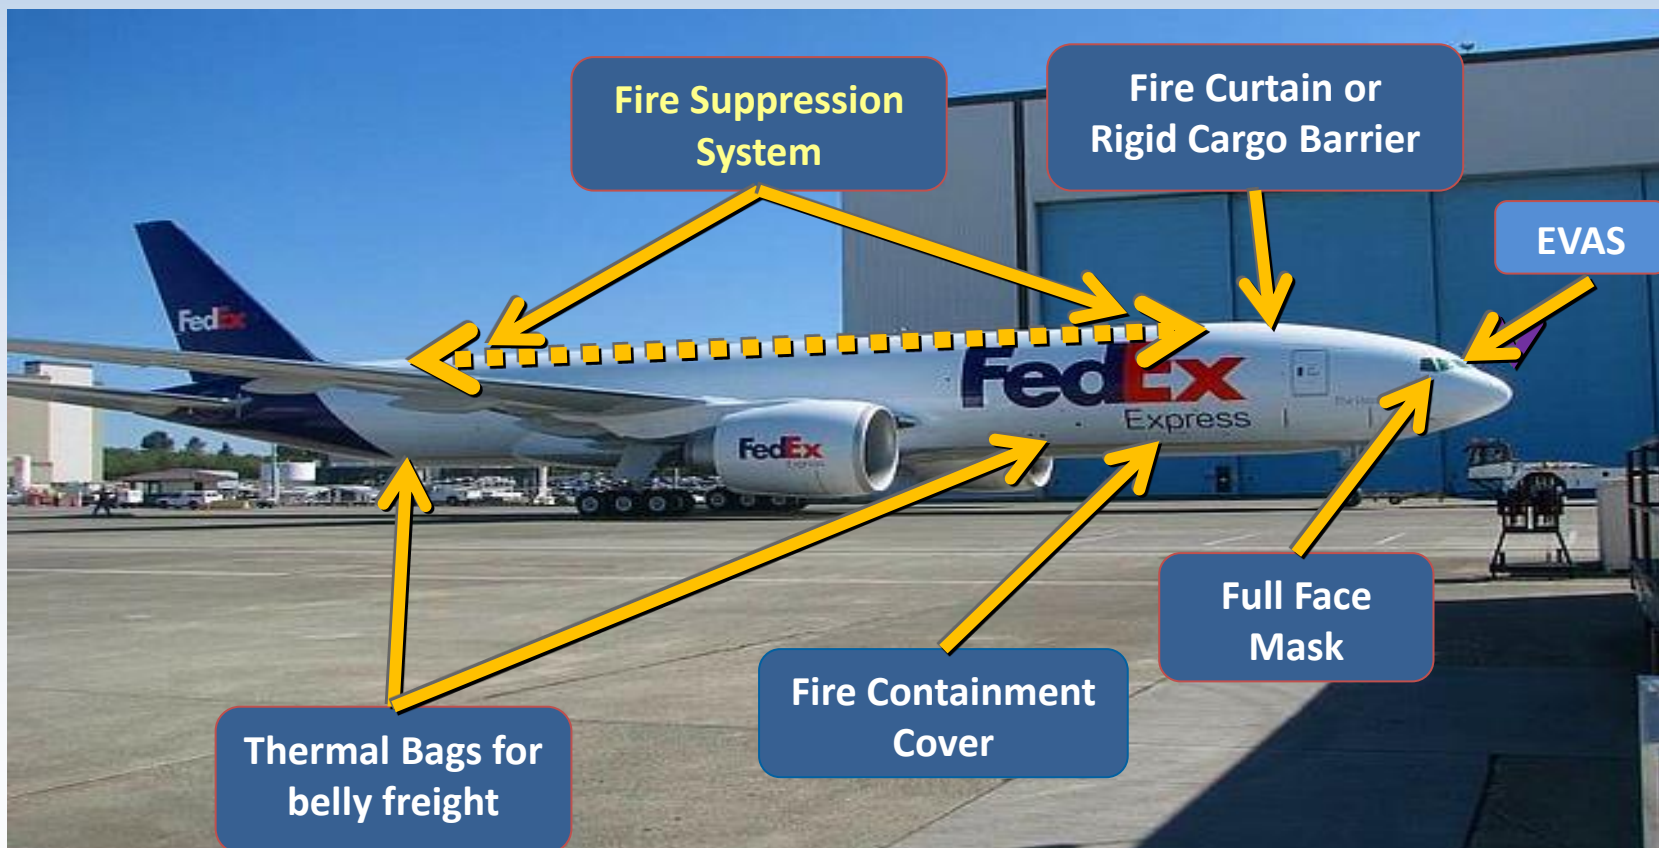 Fire Suppression
System
Fire Curtain or
Rigid Cargo Barrier
EVAS
FedEx
FedEx
Express
FedEx
Express
Full Face
Mask
Fire Containment
Cover
Thermal Bags for
belly freight